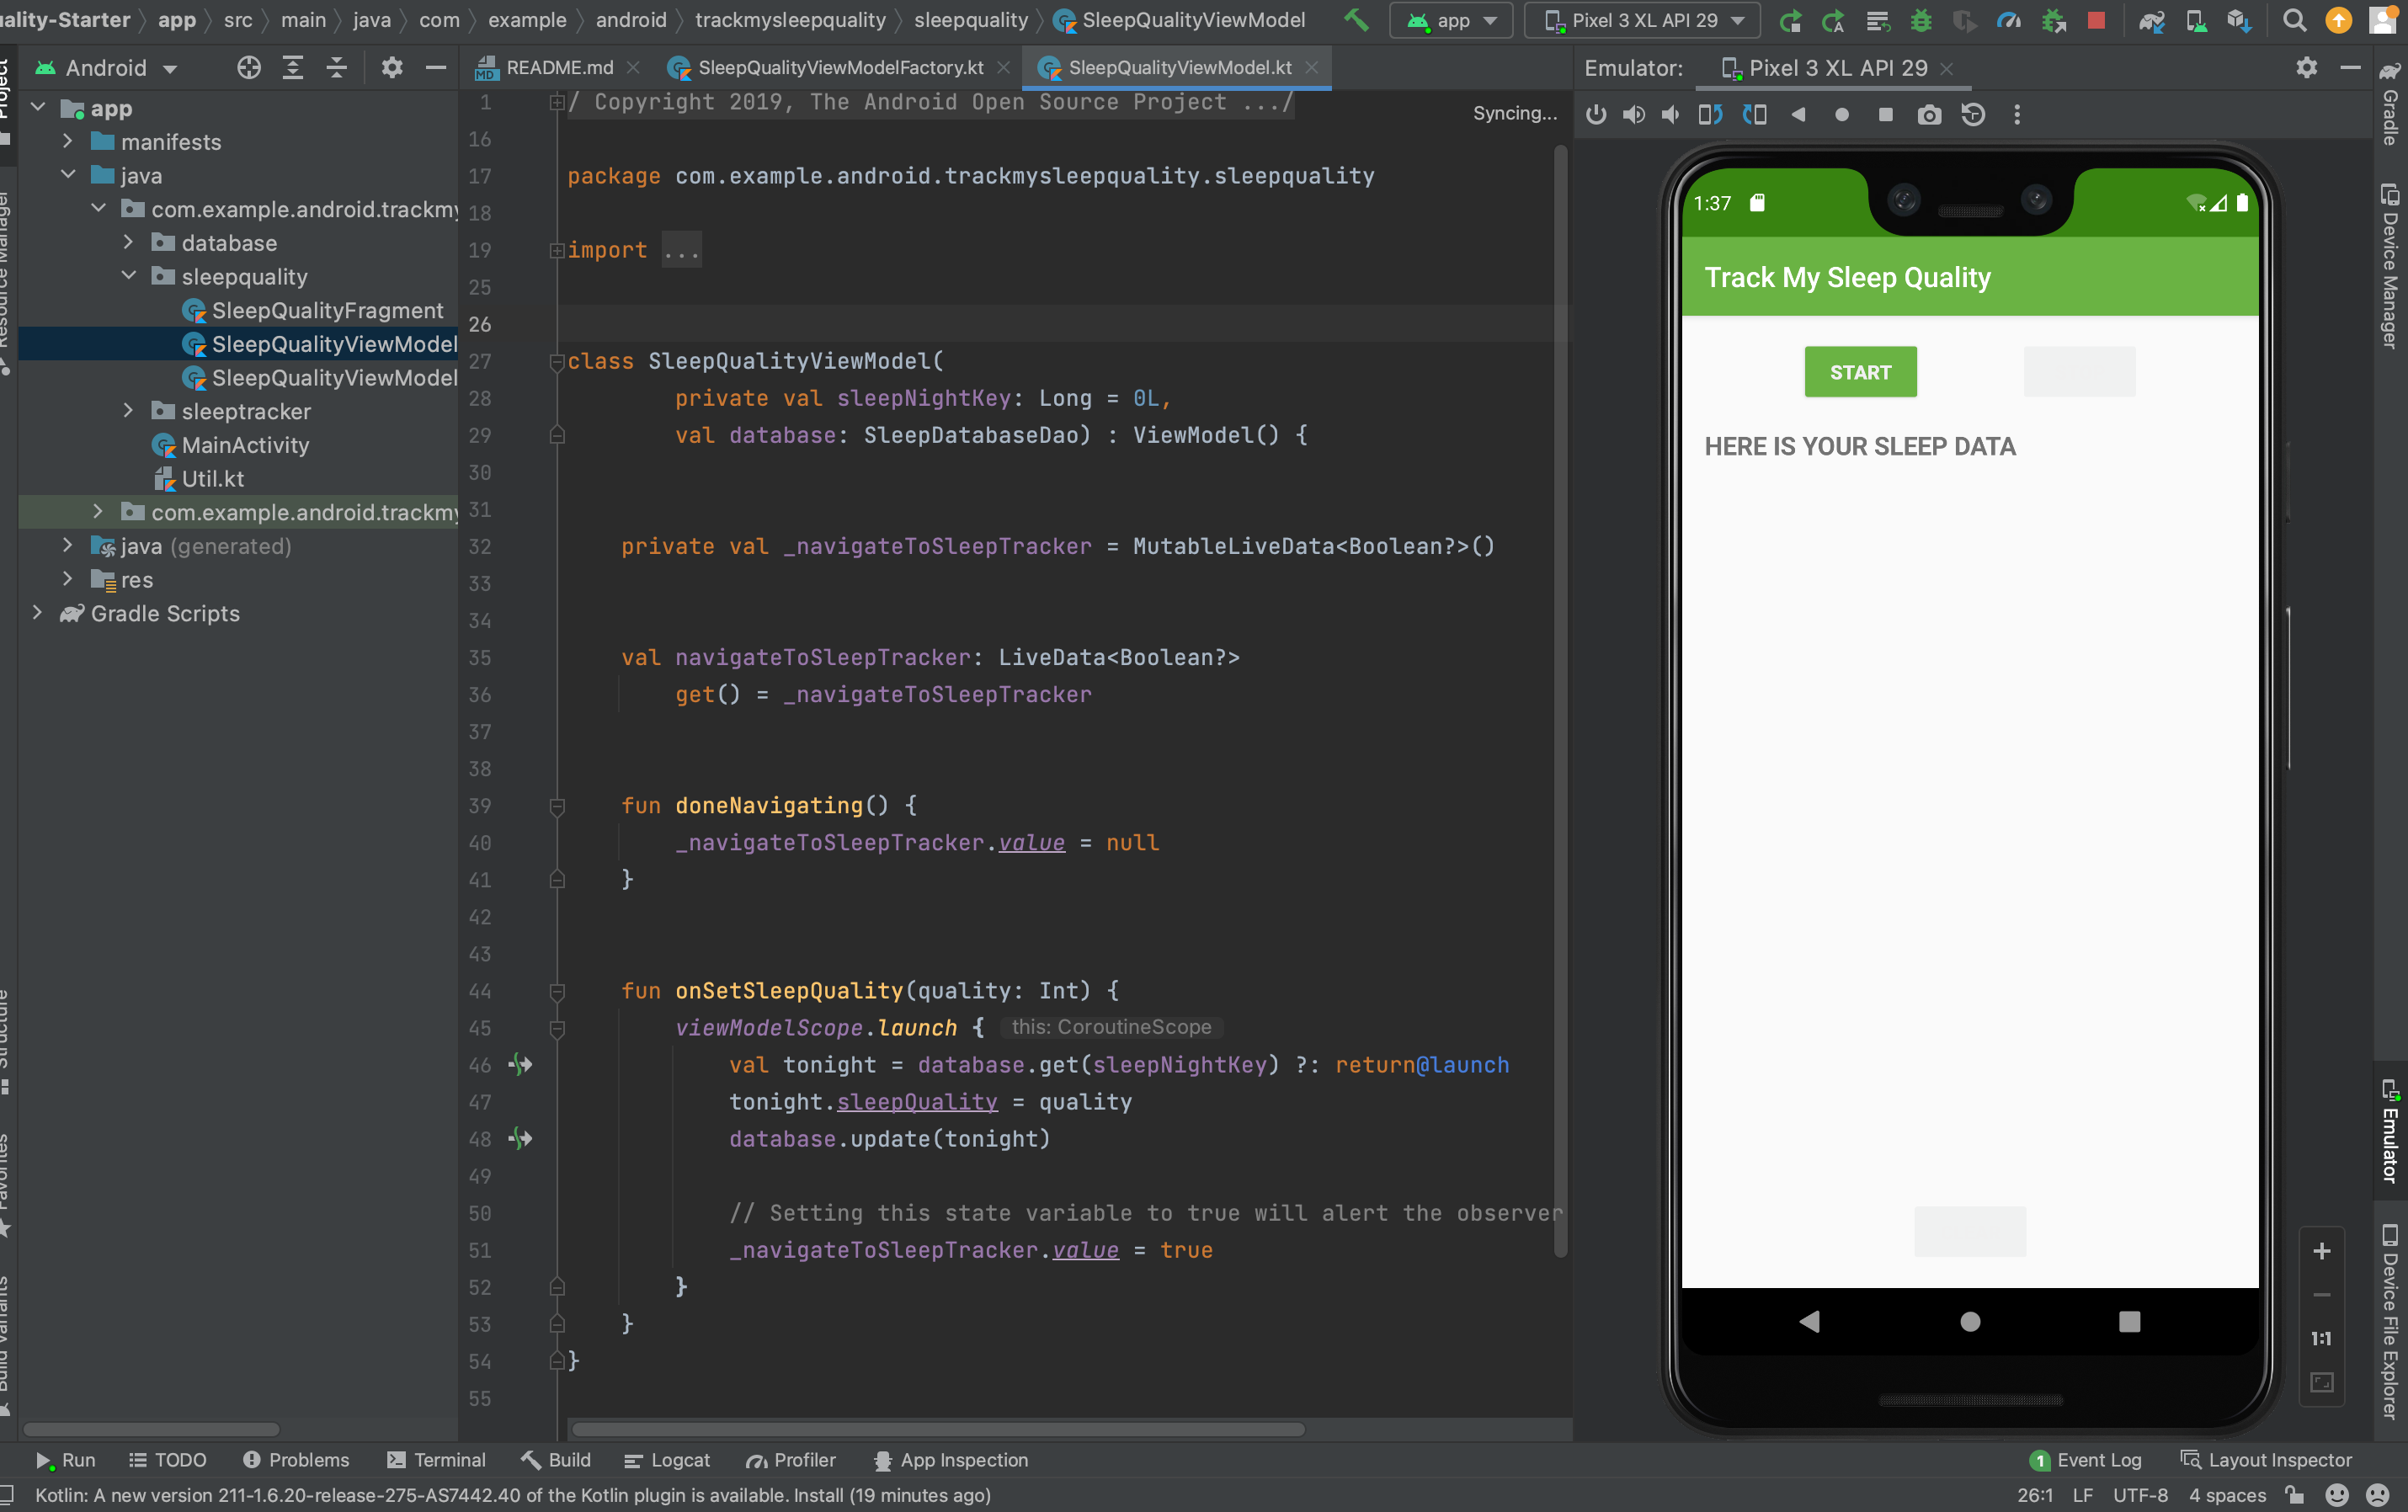 ality-Starter app src main java com example android trackmysleepquality sleepquality SleepQualityViewModel app Pixel 3 XL API 29
Project
Resource Manager
Structure
Favorites
Build Variants
Android
app
manifests
java
com.example.android.trackmy
database
sleepquality
SleepQualityFragment
SleepQualityViewModel
SleepQualityViewModel
sleeptracker
MainActivity
Util.kt
com.example.android.trackmy
java (generated)
res
Gradle Scripts
README.md SleepQualityViewModelFactory.kt SleepQualityViewModel.kt
Syncing...
1 / Copyright 2019, The Android Open Source Project .../
16
17 package com.example.android.trackmysleepquality.sleepquality
18
19 import ...
25
26
27 class SleepQualityViewModel(
28 private val sleepNightKey: Long = 0L,
29 val database: SleepDatabaseDao) : ViewModel() {
30
31
32 private val _navigateToSleepTracker = MutableLiveData<Boolean?>()
33
34
35 val navigateToSleepTracker: LiveData<Boolean?>
36 get() = _navigateToSleepTracker
37
38
39 fun doneNavigating() {
40 _navigateToSleepTracker.value = null
41 }
42
43
44 fun onSetSleepQuality(quality: Int) {
45 viewModelScope.launch { this: CoroutineScope
46 val tonight = database.get(sleepNightKey) ?: return@launch
47 tonight.sleepQuality = quality
48 database.update(tonight)
49
50 // Setting this state variable to true will alert the observer
51 _navigateToSleepTracker.value = true
52 }
53 }
54 }
55
Emulator: Pixel 3 XL API 29
1:37
Track My Sleep Quality
START
HERE IS YOUR SLEEP DATA
1:1
Gradle
Device Manager
Emulator
Device File Explorer
Run TODO Problems Terminal Build Logcat Profiler App Inspection 1 Event Log Layout Inspector
Kotlin: A new version 211-1.6.20-release-275-AS7442.40 of the Kotlin plugin is available. Install (19 minutes ago) 26:1 LF UTF-8 4 spaces